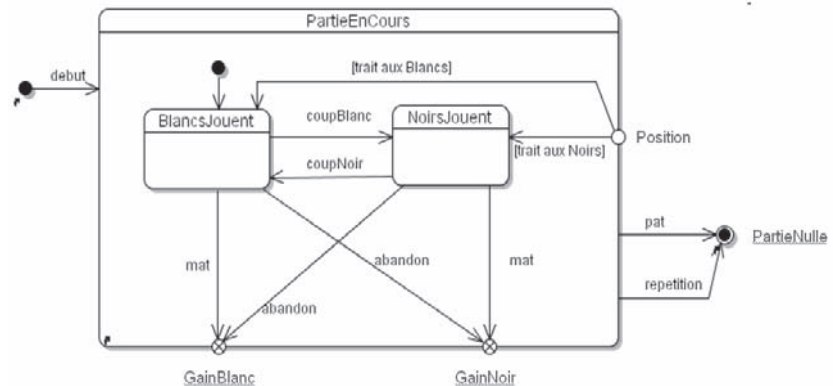 PartieEnCours
debut
[trait aux Blancs]
BlancsJouent
coupBlanc
NoirsJouent
Position
coupNoir
[trait aux Noirs]
pat
PartieNulle
mat
abandon
mat
repetition
abandon
GainBlanc
GainNoir